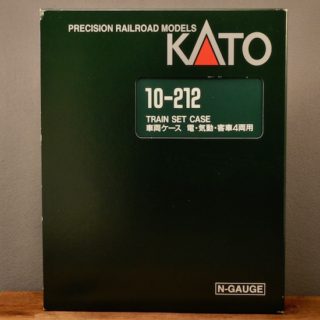 PRECISION RAILROAD MODELS
KATO
10-212
TRAIN SET CASE
車両ケース 電・気動・客車4両用
N-GAUGE